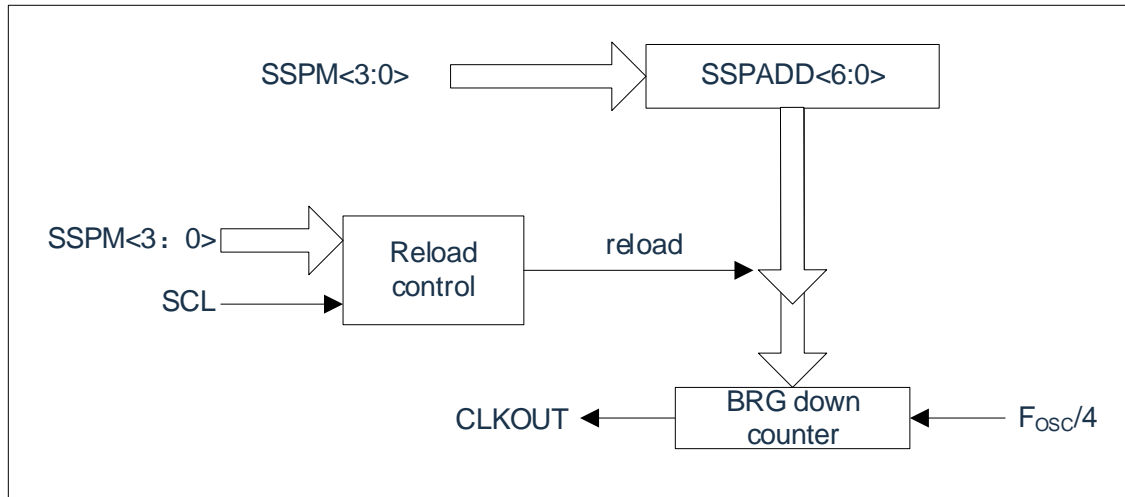 SSPM<3:0>
SSPADD<6:0>
SSPM<3：0>
Reload
control
reload
SCL
BRG down
counter
CLKOUT
FOSC/4